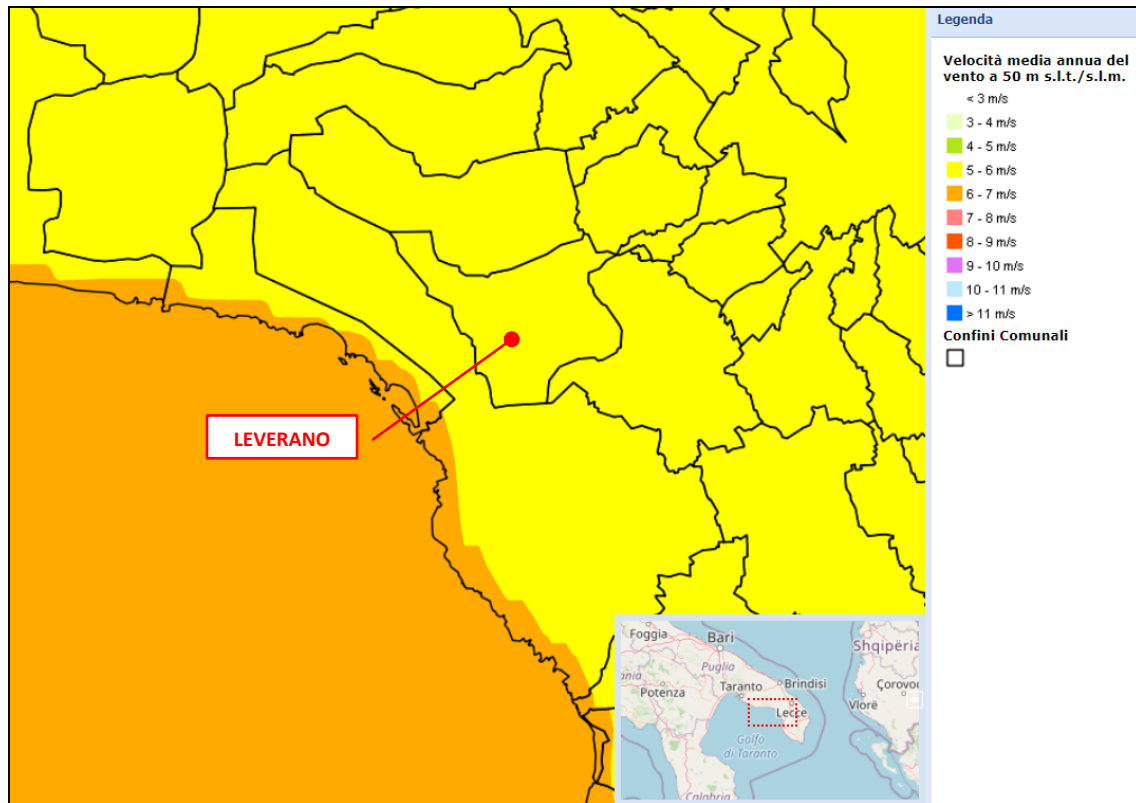 Legenda
Velocità media annua del
vento a 50 m s.l.t./s.l.m.
< 3 m/s
3 - 4 m/s
4 - 5 m/s
5 - 6 m/s
6 - 7 m/s
7 - 8 m/s
8 - 9 m/s
9 - 10 m/s
10 - 11 m/s
> 11 m/s
Confini Comunali
LEVERANO
Foggia
Bari
Shqipëria
Puglia
ania
Taranto
Brindisi
Potenza
Çorovod
Vlorë
Lecce
Golfo
di Taranto
Calabria